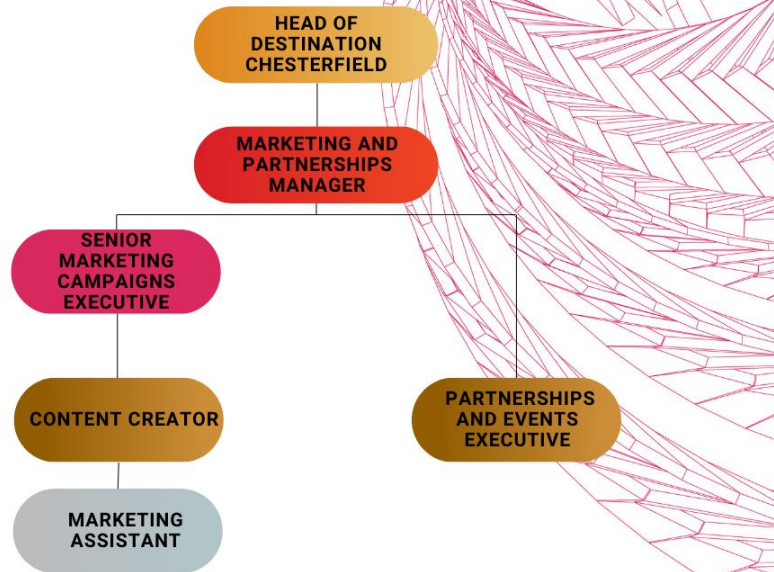 HEAD OF
DESTINATION
CHESTERFIELD
MARKETING AND
PARTNERSHIPS
MANAGER
SENIOR
MARKETING
CAMPAIGNS
EXECUTIVE
CONTENT CREATOR
PARTNERSHIPS
AND EVENTS
EXECUTIVE
MARKETING
ASSISTANT